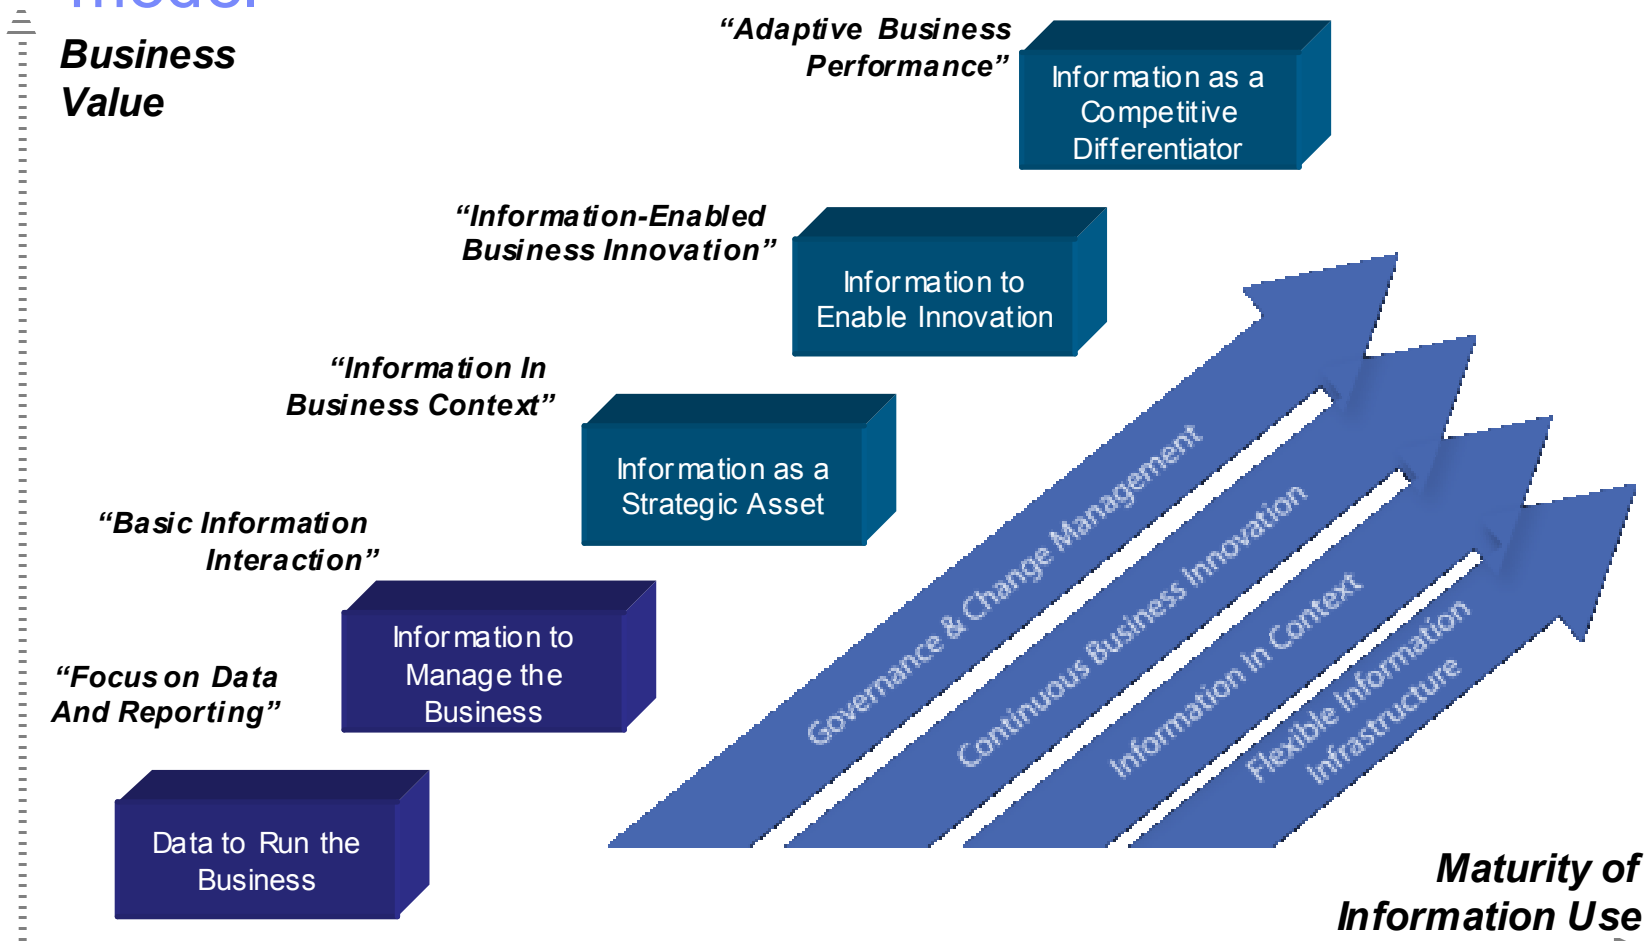 model
Business
Value
“Adaptive Business
Performance”
Information as a
Competitive
Differentiator
“Information-Enabled
Business Innovation”
Information to
Enable Innovation
“Information In
Business Context”
Information as a
Strategic Asset
“Basic Information
Interaction”
Information to
Manage the
Business
“Focus on Data
And Reporting”
Data to Run the
Business
Governance & Change Management
Continuous Business Innovation
Information In Context
Flexible Information
Infrastructure
Maturity of
Information Use